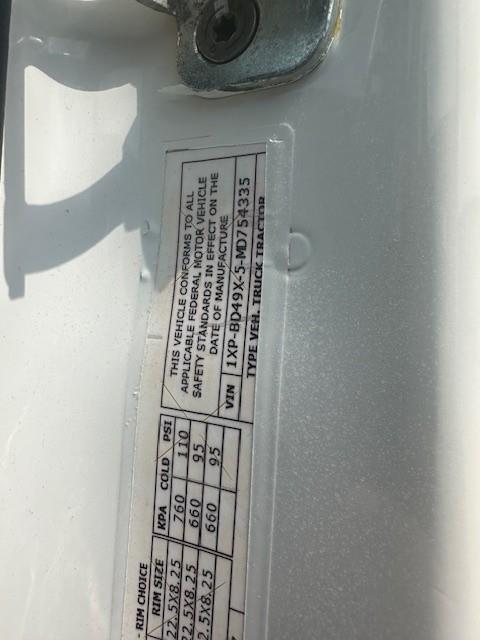 - RIM CHOICE
RIM SIZE KPA COLD PSI
22.5X8.25 760 110
22.5X8.25 660 95
2.5X8.25 660 95
THIS VEHICLE CONFORMS TO ALL
APPLICABLE FEDERAL MOTOR VEHICLE
SAFETY STANDARDS IN EFFECT ON THE
DATE OF MANUFACTURE
VIN 1XP-BD49X-5-MD754335
TYPE VEH. TRUCK TRACTOR